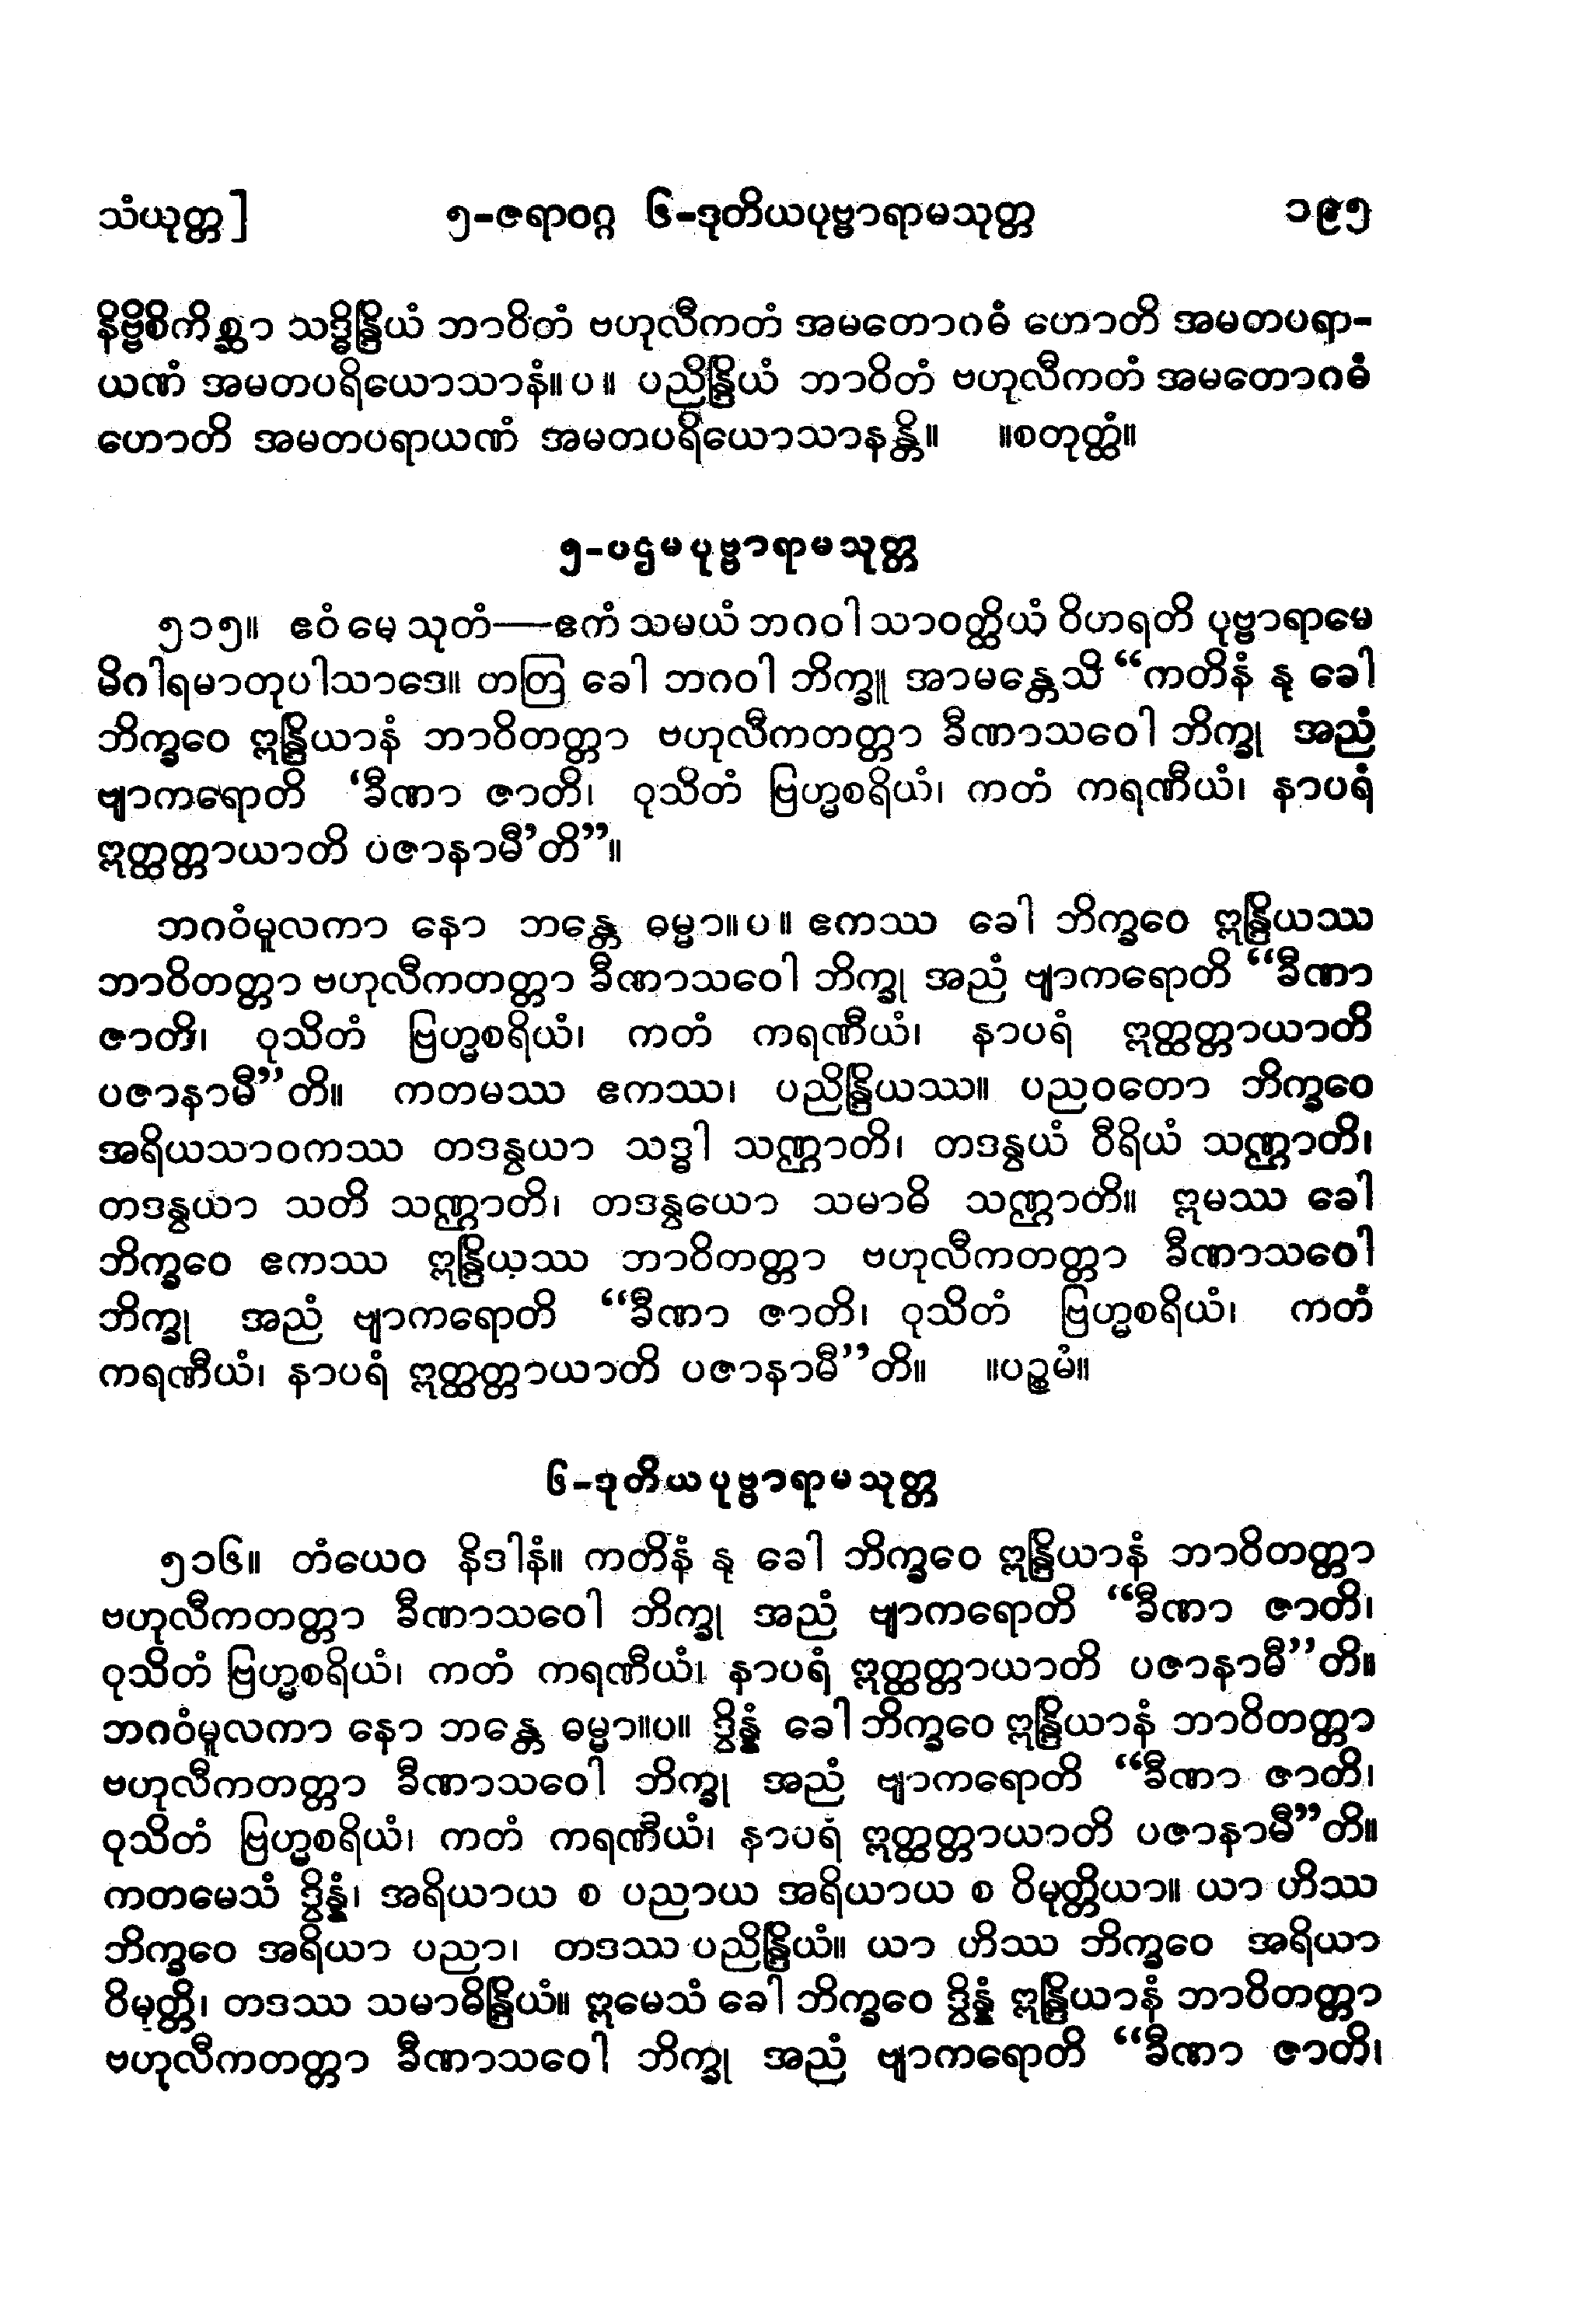 သံယုတ္တ] ၅-ဇရာဝဂ္ဂ ၆-ဒုတိယပုဗ္ဗာရာမသုတ္တ ၁၉၅
နိဗ္ဗိစိကိစ္ဆာ သဒ္ဓိန္ဒြိယံ ဘာဝိတံ ဗဟုလီကတံ အမတောဂဓံ ဟောတိ အမတပရာ-
ယဏံ အမတပရိယောသာနံ။ပ။ ပညိန္ဒြိယံ ဘာဝိတံ ဗဟုလီကတံ အမတောဂဓံ
ဟောတိ အမတပရာယဏံ အမတပရိယောသာနန္တိ။ ။စတုတ္ထံ။
၅-ပဌမပုဗ္ဗာရာမသုတ္တ
၅၁၅။ ဧဝံ မေ သုတံ—ဧကံ သမယံ ဘဂဝါ သာဝတ္ထိယံ ဝိဟရတိ ပုဗ္ဗာရာမေ
မိဂါရမာတုပါသာဒေ။ တတြ ခေါ ဘဂဝါ ဘိက္ခူ အာမန္တေသိ “ကတိနံ နု ခေါ
ဘိက္ခဝေ ဣန္ဒြိယာနံ ဘာဝိတတ္တာ ဗဟုလီကတတ္တာ ခီဏာသဝေါ ဘိက္ခု အညံ
ဗျာကရောတိ ‘ခီဏာ ဇာတိ၊ ဝုသိတံ ဗြဟ္မစရိယံ၊ ကတံ ကရဏီယံ၊ နာပရံ
ဣတ္ထတ္တာယာတိ ပဇာနာမီ’တိ”။
ဘဂဝံမူလကာ နော ဘန္တေ ဓမ္မာ။ပ။ ဧကဿ ခေါ ဘိက္ခဝေ ဣန္ဒြိယဿ
ဘာဝိတတ္တာ ဗဟုလီကတတ္တာ ခီဏာသဝေါ ဘိက္ခု အညံ ဗျာကရောတိ “ခီဏာ
ဇာတိ၊ ဝုသိတံ ဗြဟ္မစရိယံ၊ ကတံ ကရဏီယံ၊ နာပရံ ဣတ္ထတ္တာယာတိ
ပဇာနာမီ”တိ။ ကတမဿ ဧကဿ၊ ပညိန္ဒြိယဿ။ ပညဝတော ဘိက္ခဝေ
အရိယသာဝကဿ တဒန္ဝယာ သဒ္ဓါ သဏ္ဌာတိ၊ တဒန္ဝယံ ဝီရိယံ သဏ္ဌာတိ၊
တဒန္ဝယာ သတိ သဏ္ဌာတိ၊ တဒန္ဝယော သမာဓိ သဏ္ဌာတိ။ ဣမဿ ခေါ
ဘိက္ခဝေ ဧကဿ ဣန္ဒြိယဿ ဘာဝိတတ္တာ ဗဟုလီကတတ္တာ ခီဏာသဝေါ
ဘိက္ခု အညံ ဗျာကရောတိ “ခီဏာ ဇာတိ၊ ဝုသိတံ ဗြဟ္မစရိယံ၊ ကတံ
ကရဏီယံ၊ နာပရံ ဣတ္ထတ္တာယာတိ ပဇာနာမီ”တိ။ ။ပဉ္စမံ။
၆-ဒုတိယပုဗ္ဗာရာမသုတ္တ
၅၁၆။ တံယေဝ နိဒါနံ။ ကတိနံ နု ခေါ ဘိက္ခဝေ ဣန္ဒြိယာနံ ဘာဝိတတ္တာ
ဗဟုလီကတတ္တာ ခီဏာသဝေါ ဘိက္ခု အညံ ဗျာကရောတိ “ခီဏာ ဇာတိ၊
ဝုသိတံ ဗြဟ္မစရိယံ၊ ကတံ ကရဏီယံ၊ နာပရံ ဣတ္ထတ္တာယာတိ ပဇာနာမီ”တိ။
ဘဂဝံမူလကာ နော ဘန္တေ ဓမ္မာ။ပ။ ဒွိန္နံ ခေါ ဘိက္ခဝေ ဣန္ဒြိယာနံ ဘာဝိတတ္တာ
ဗဟုလီကတတ္တာ ခီဏာသဝေါ ဘိက္ခု အညံ ဗျာကရောတိ “ခီဏာ ဇာတိ၊
ဝုသိတံ ဗြဟ္မစရိယံ၊ ကတံ ကရဏီယံ၊ နာပရံ ဣတ္ထတ္တာယာတိ ပဇာနာမီ”တိ။
ကတမေသံ ဒွိန္နံ၊ အရိယာယ စ ပညာယ အရိယာယ စ ဝိမုတ္တိယာ။ ယာ ဟိဿ
ဘိက္ခဝေ အရိယာ ပညာ၊ တဒဿ ပညိန္ဒြိယံ။ ယာ ဟိဿ ဘိက္ခဝေ အရိယာ
ဝိမုတ္တိ၊ တဒဿ သမာဓိန္ဒြိယံ။ ဣမေသံ ခေါ ဘိက္ခဝေ ဒွိန္နံ ဣန္ဒြိယာနံ ဘာဝိတတ္တာ
ဗဟုလီကတတ္တာ ခီဏာသဝေါ ဘိက္ခု အညံ ဗျာကရောတိ “ခီဏာ ဇာတိ၊